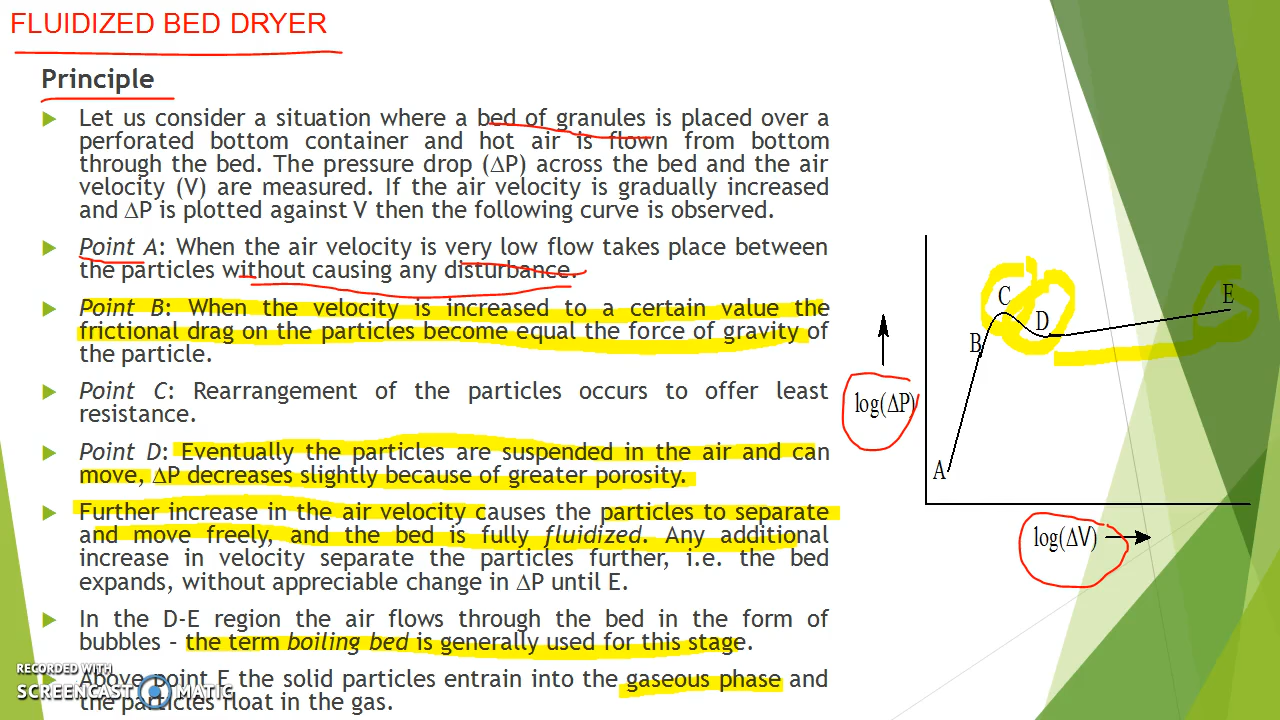 FLUIDIZED BED DRYER
Principle
Let us consider a situation where a bed of granules is placed over a
perforated bottom container and hot air is flown from bottom
through the bed. The pressure drop (∆P) across the bed and the air
velocity (V) are measured. If the air velocity is gradually increased
and ∆P is plotted against V then the following curve is observed.
Point A: When the air velocity is very low flow takes place between
the particles without causing any disturbance.
Point B: When the velocity is increased to a certain value the
frictional drag on the particles become equal the force of gravity of
the particle.
Point C: Rearrangement of the particles occurs to offer least
resistance.
Point D: Eventually the particles are suspended in the air and can
move, ∆P decreases slightly because of greater porosity.
Further increase in the air velocity causes the particles to separate
and move freely, and the bed is fully fluidized. Any additional
increase in velocity separate the particles further, i.e. the bed
expands, without appreciable change in ∆P until E.
In the D-E region the air flows through the bed in the form of
bubbles – the term boiling bed is generally used for this stage.
Above point E the solid particles entrain into the gaseous phase and
the particles float in the gas.
C
E
D
B
log(∆P)
A
log(∆V)
RECORDED WITH
SCREENCAST MATIC